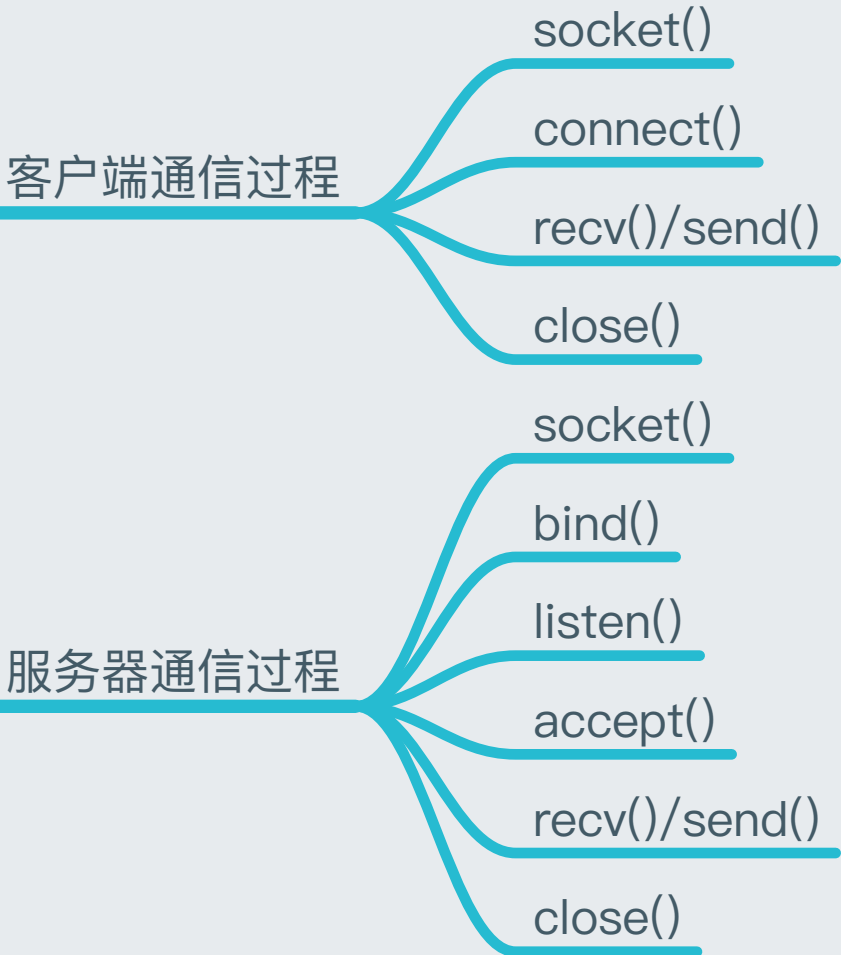 客户端通信过程
socket()
connect()
recv()/send()
close()
服务器通信过程
socket()
bind()
listen()
accept()
recv()/send()
close()